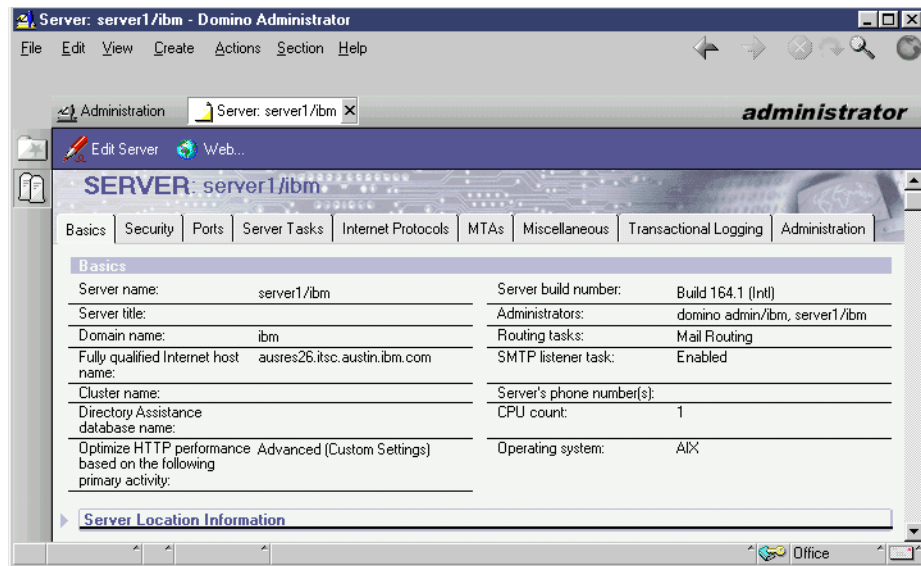 Server: server1/ibm - Domino Administrator
File Edit View Create Actions Section Help
Administration Server: server1/ibm administrator
Edit Server Web...
SERVER: server1/ibm
Basics Security Ports Server Tasks Internet Protocols MTAs Miscellaneous Transactional Logging Administration
Basics
Server name: server1/ibm Server build number: Build 164.1 (Intl)
Server title: Administrators: domino admin/ibm, server1/ibm
Domain name: ibm Routing tasks: Mail Routing
Fully qualified Internet host ausres26.itsc.austin.ibm.com SMTP listener task: Enabled
name:
Cluster name: Server's phone number(s):
Directory Assistance CPU count: 1
database name:
Optimize HTTP performance Advanced (Custom Settings) Operating system: AIX
based on the following
primary activity:
Server Location Information
Office